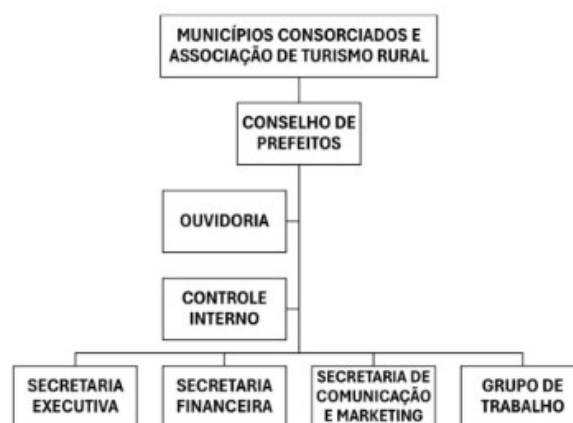 MUNICÍPIOS CONSORCIADOS E
ASSOCIAÇÃO DE TURISMO RURAL
CONSELHO DE
PREFEITOS
OUVIDORIA
CONTROLE
INTERNO
SECRETARIA
EXECUTIVA
SECRETARIA
FINANCEIRA
SECRETARIA DE
COMUNICAÇÃO
E MARKETING
GRUPO DE
TRABALHO